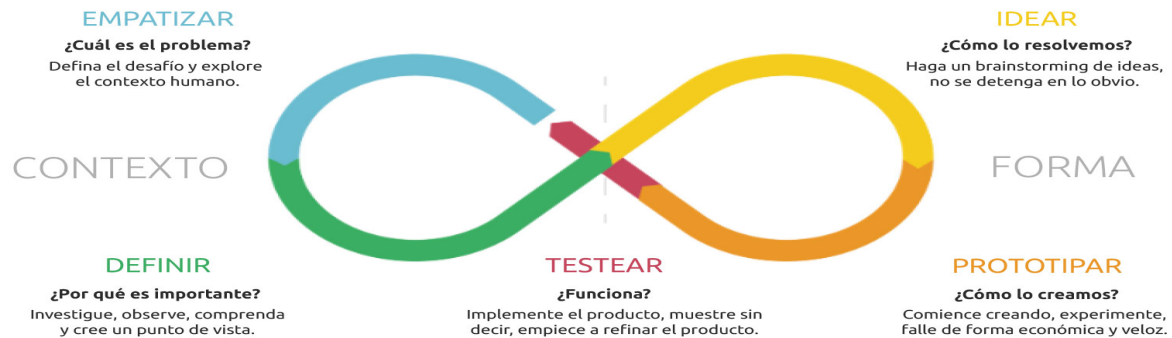 EMPATIZAR
¿Cuál es el problema?
Defina el desafío y explore
el contexto humano.
IDEAR
¿Cómo lo resolvemos?
Haga un brainstorming de ideas,
no se detenga en lo obvio.
CONTEXTO
FORMA
DEFINIR
¿Por qué es importante?
Investigue, observe, comprenda
y cree un punto de vista.
TESTEAR
¿Funciona?
Implemente el producto, muestre sin
decir, empiece a refinar el producto.
PROTOTIPAR
¿Cómo lo creamos?
Comience creando, experimente,
falle de forma económica y veloz.